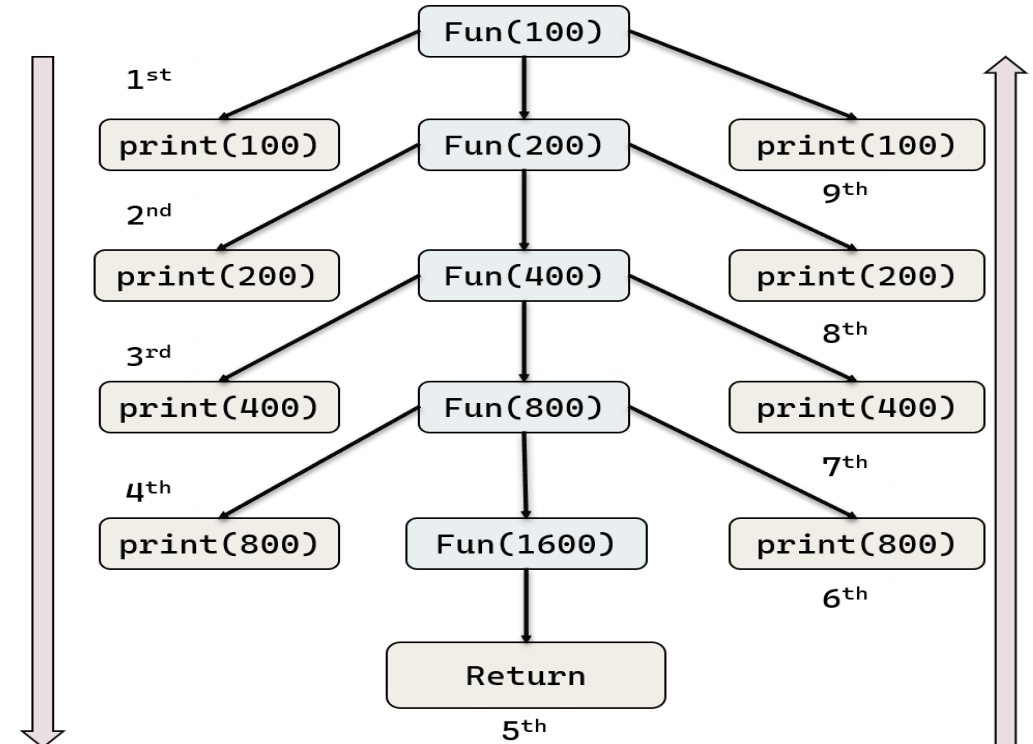 Fun(100)
1st
print(100)
Fun(200)
print(100)
9th
2nd
print(200)
Fun(400)
print(200)
8th
3rd
print(400)
Fun(800)
print(400)
7th
4th
print(800)
Fun(1600)
print(800)
6th
Return
5th